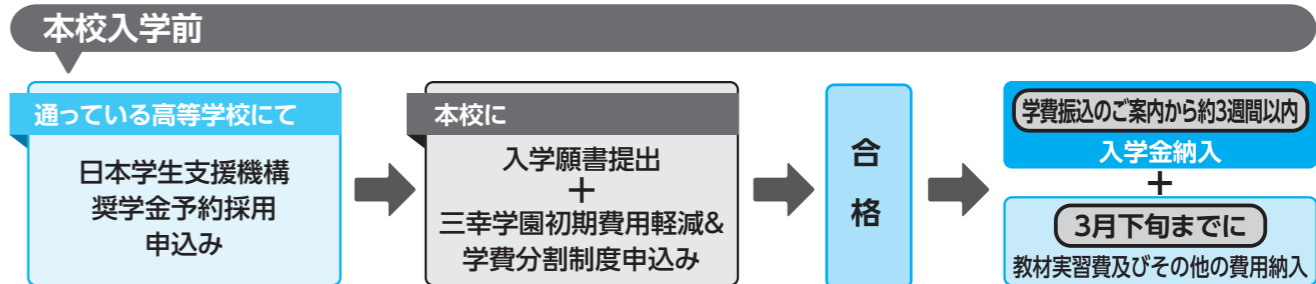 本校入学前
通っている高等学校にて
日本学生支援機構
奨学金予約採用
申込み
本校に
入学願書提出
+
三幸学園初期費用軽減&
学費分割制度申込み
合
格
学費振込のご案内から約3週間以内
入学金納入
+
3月下旬までに
教材実習費及びその他の費用納入